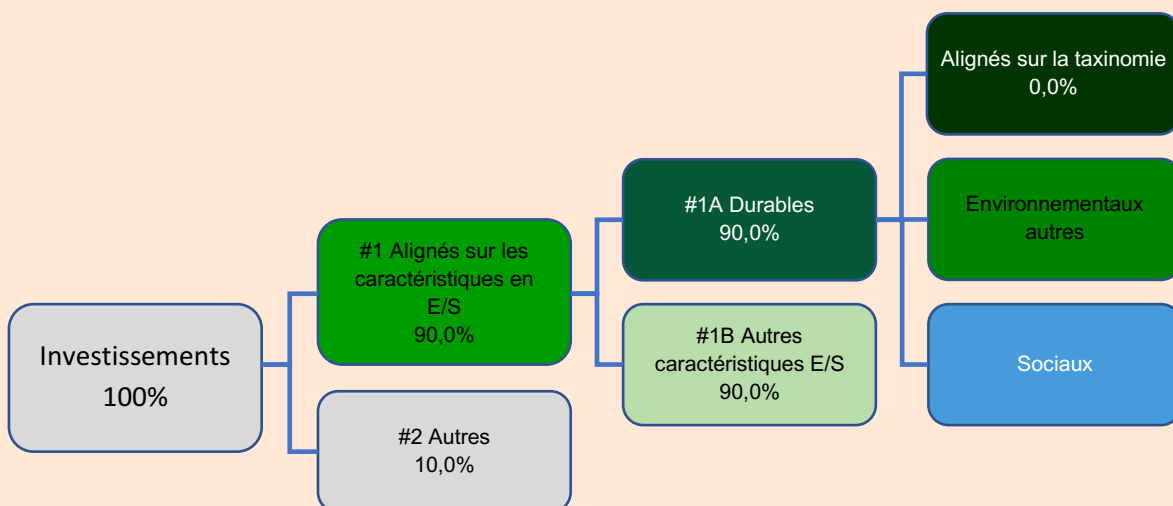 Investissements
100%
#1 Alignés sur les
caractéristiques en
E/S
90,0%
#2 Autres
10,0%
#1A Durables
90,0%
#1B Autres
caractéristiques E/S
90,0%
Alignés sur la taxinomie
0,0%
Environnementaux
autres
Sociaux